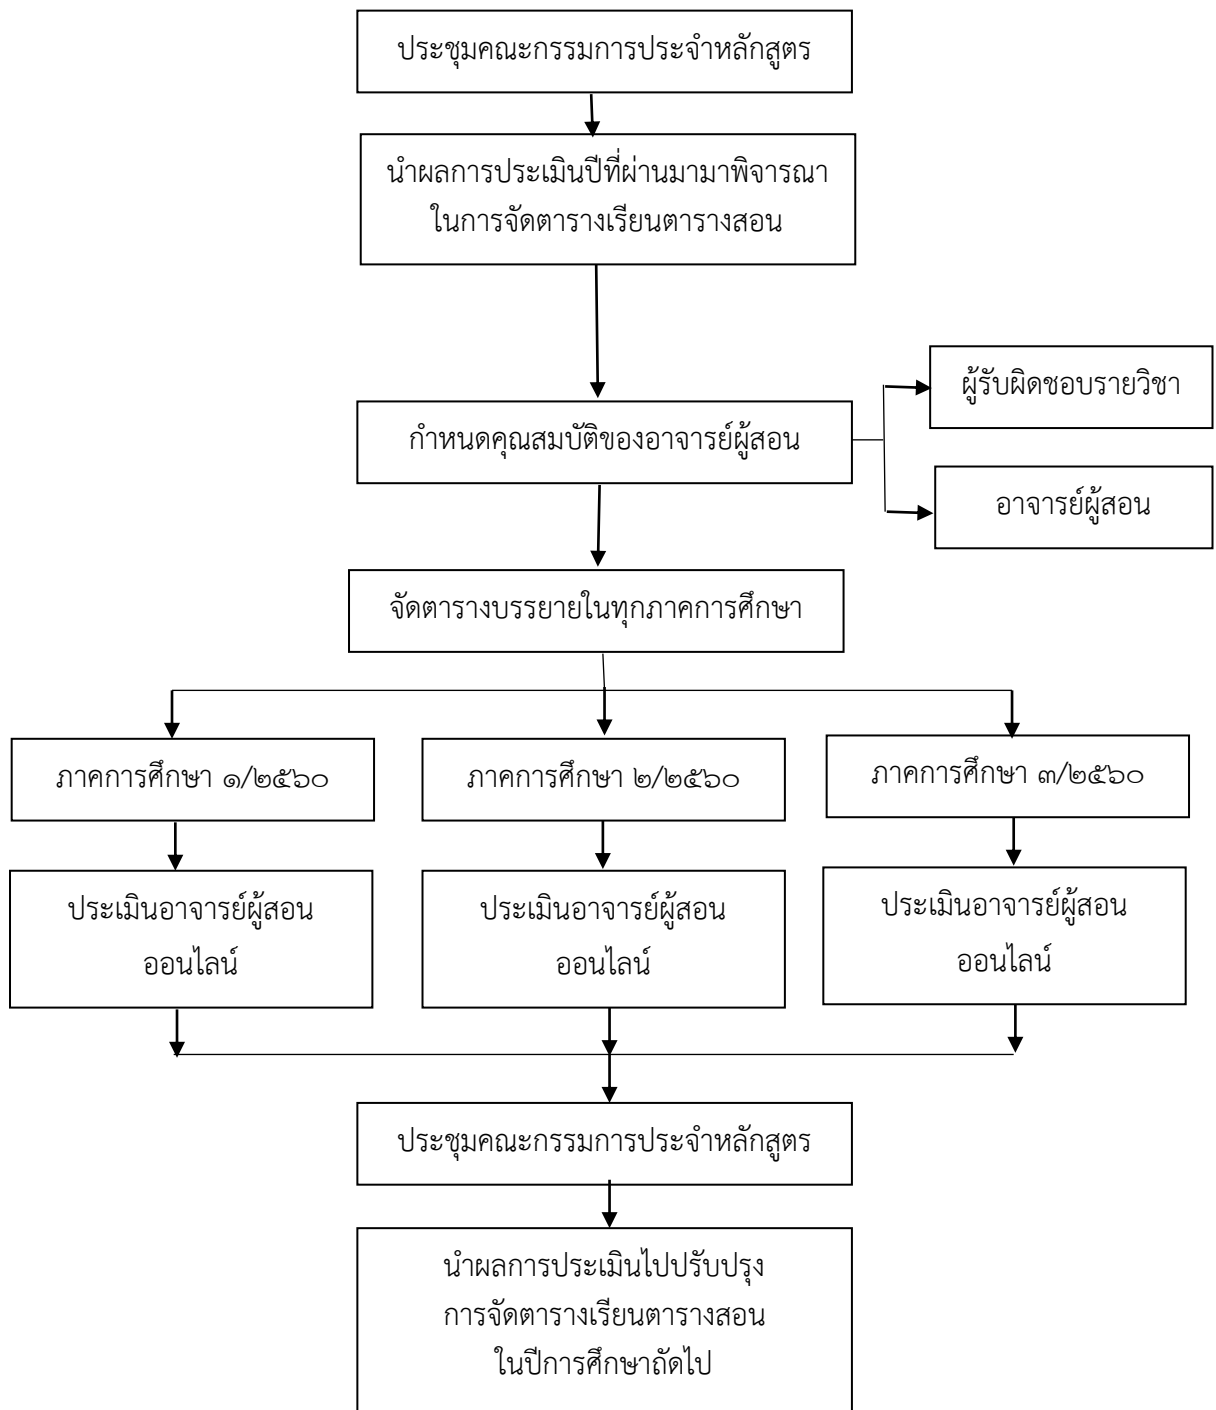 ประชุมคณะกรรมการประจำหลักสูตร
นำผลการประเมินปีที่ผ่านมามาพิจารณา
ในการจัดตารางเรียนตารางสอน
ผู้รับผิดชอบรายวิชา
กำหนดคุณสมบัติของอาจารย์ผู้สอน
อาจารย์ผู้สอน
จัดตารางบรรยายในทุกภาคการศึกษา
ภาคการศึกษา ๑/๒๕๖๐
ภาคการศึกษา ๒/๒๕๖๐
ภาคการศึกษา ๓/๒๕๖๐
ประเมินอาจารย์ผู้สอน
ออนไลน์
ประเมินอาจารย์ผู้สอน
ออนไลน์
ประเมินอาจารย์ผู้สอน
ออนไลน์
ประชุมคณะกรรมการประจำหลักสูตร
นำผลการประเมินไปปรับปรุง
การจัดตารางเรียนตารางสอน
ในปีการศึกษาถัดไป